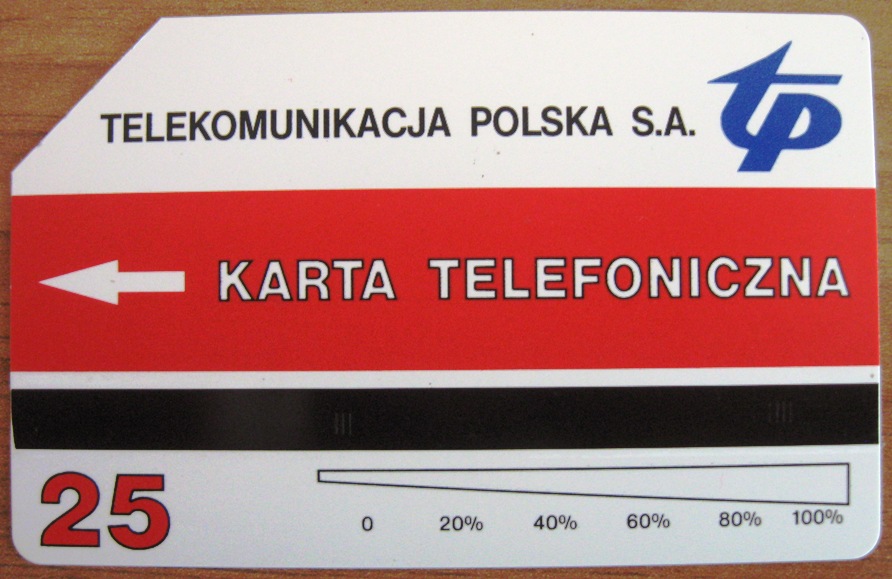 TELEKOMUNIKACJA POLSKA S.A.
tp
KARTA TELEFONICZNA
25
0 20% 40% 60% 80% 100%